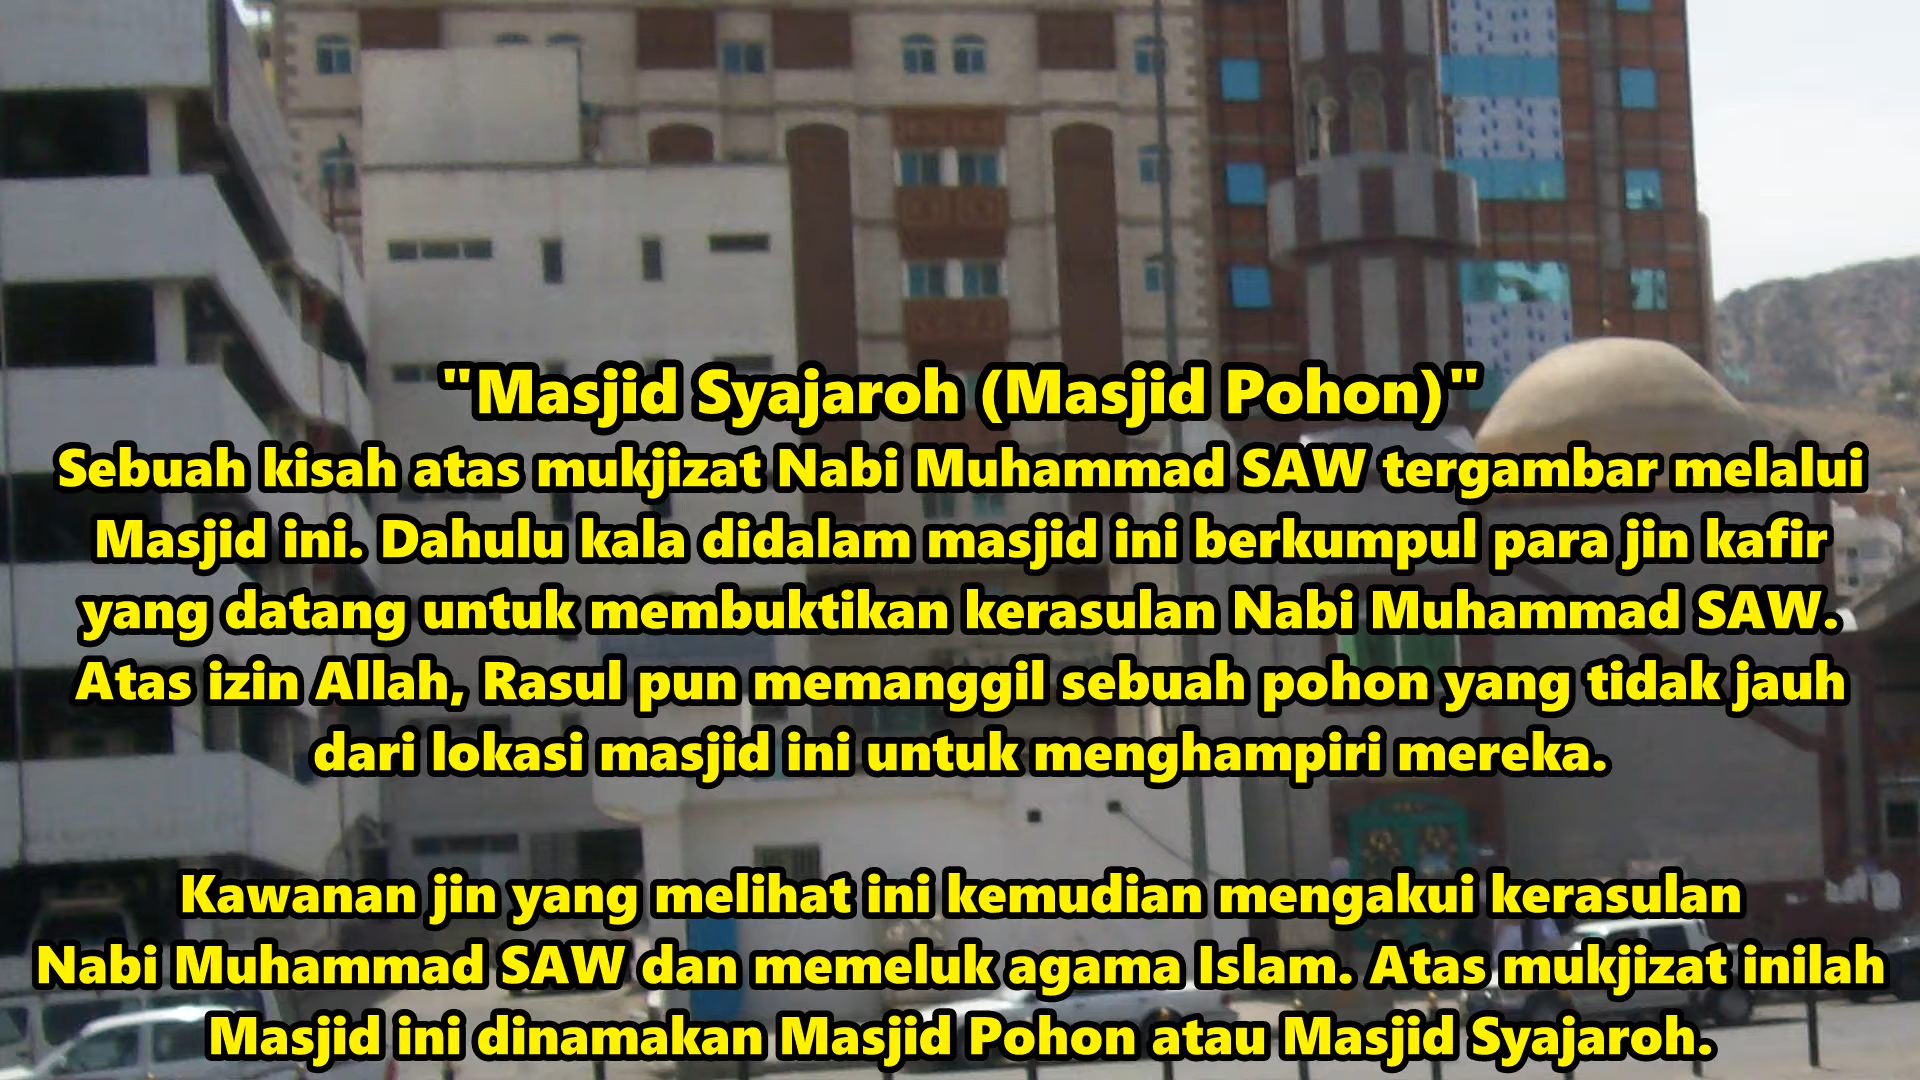 "Masjid Syajaroh (Masjid Pohon)"
Sebuah kisah atas mukjizat Nabi Muhammad SAW tergambar melalui
Masjid ini. Dahulu kala didalam masjid ini berkumpul para jin kafir
yang datang untuk membuktikan kerasulan Nabi Muhammad SAW.
Atas izin Allah, Rasul pun memanggil sebuah pohon yang tidak jauh
dari lokasi masjid ini untuk menghampiri mereka.
Kawanan jin yang melihat ini kemudian mengakui kerasulan
Nabi Muhammad SAW dan memeluk agama Islam. Atas mukjizat inilah
Masjid ini dinamakan Masjid Pohon atau Masjid Syajaroh.